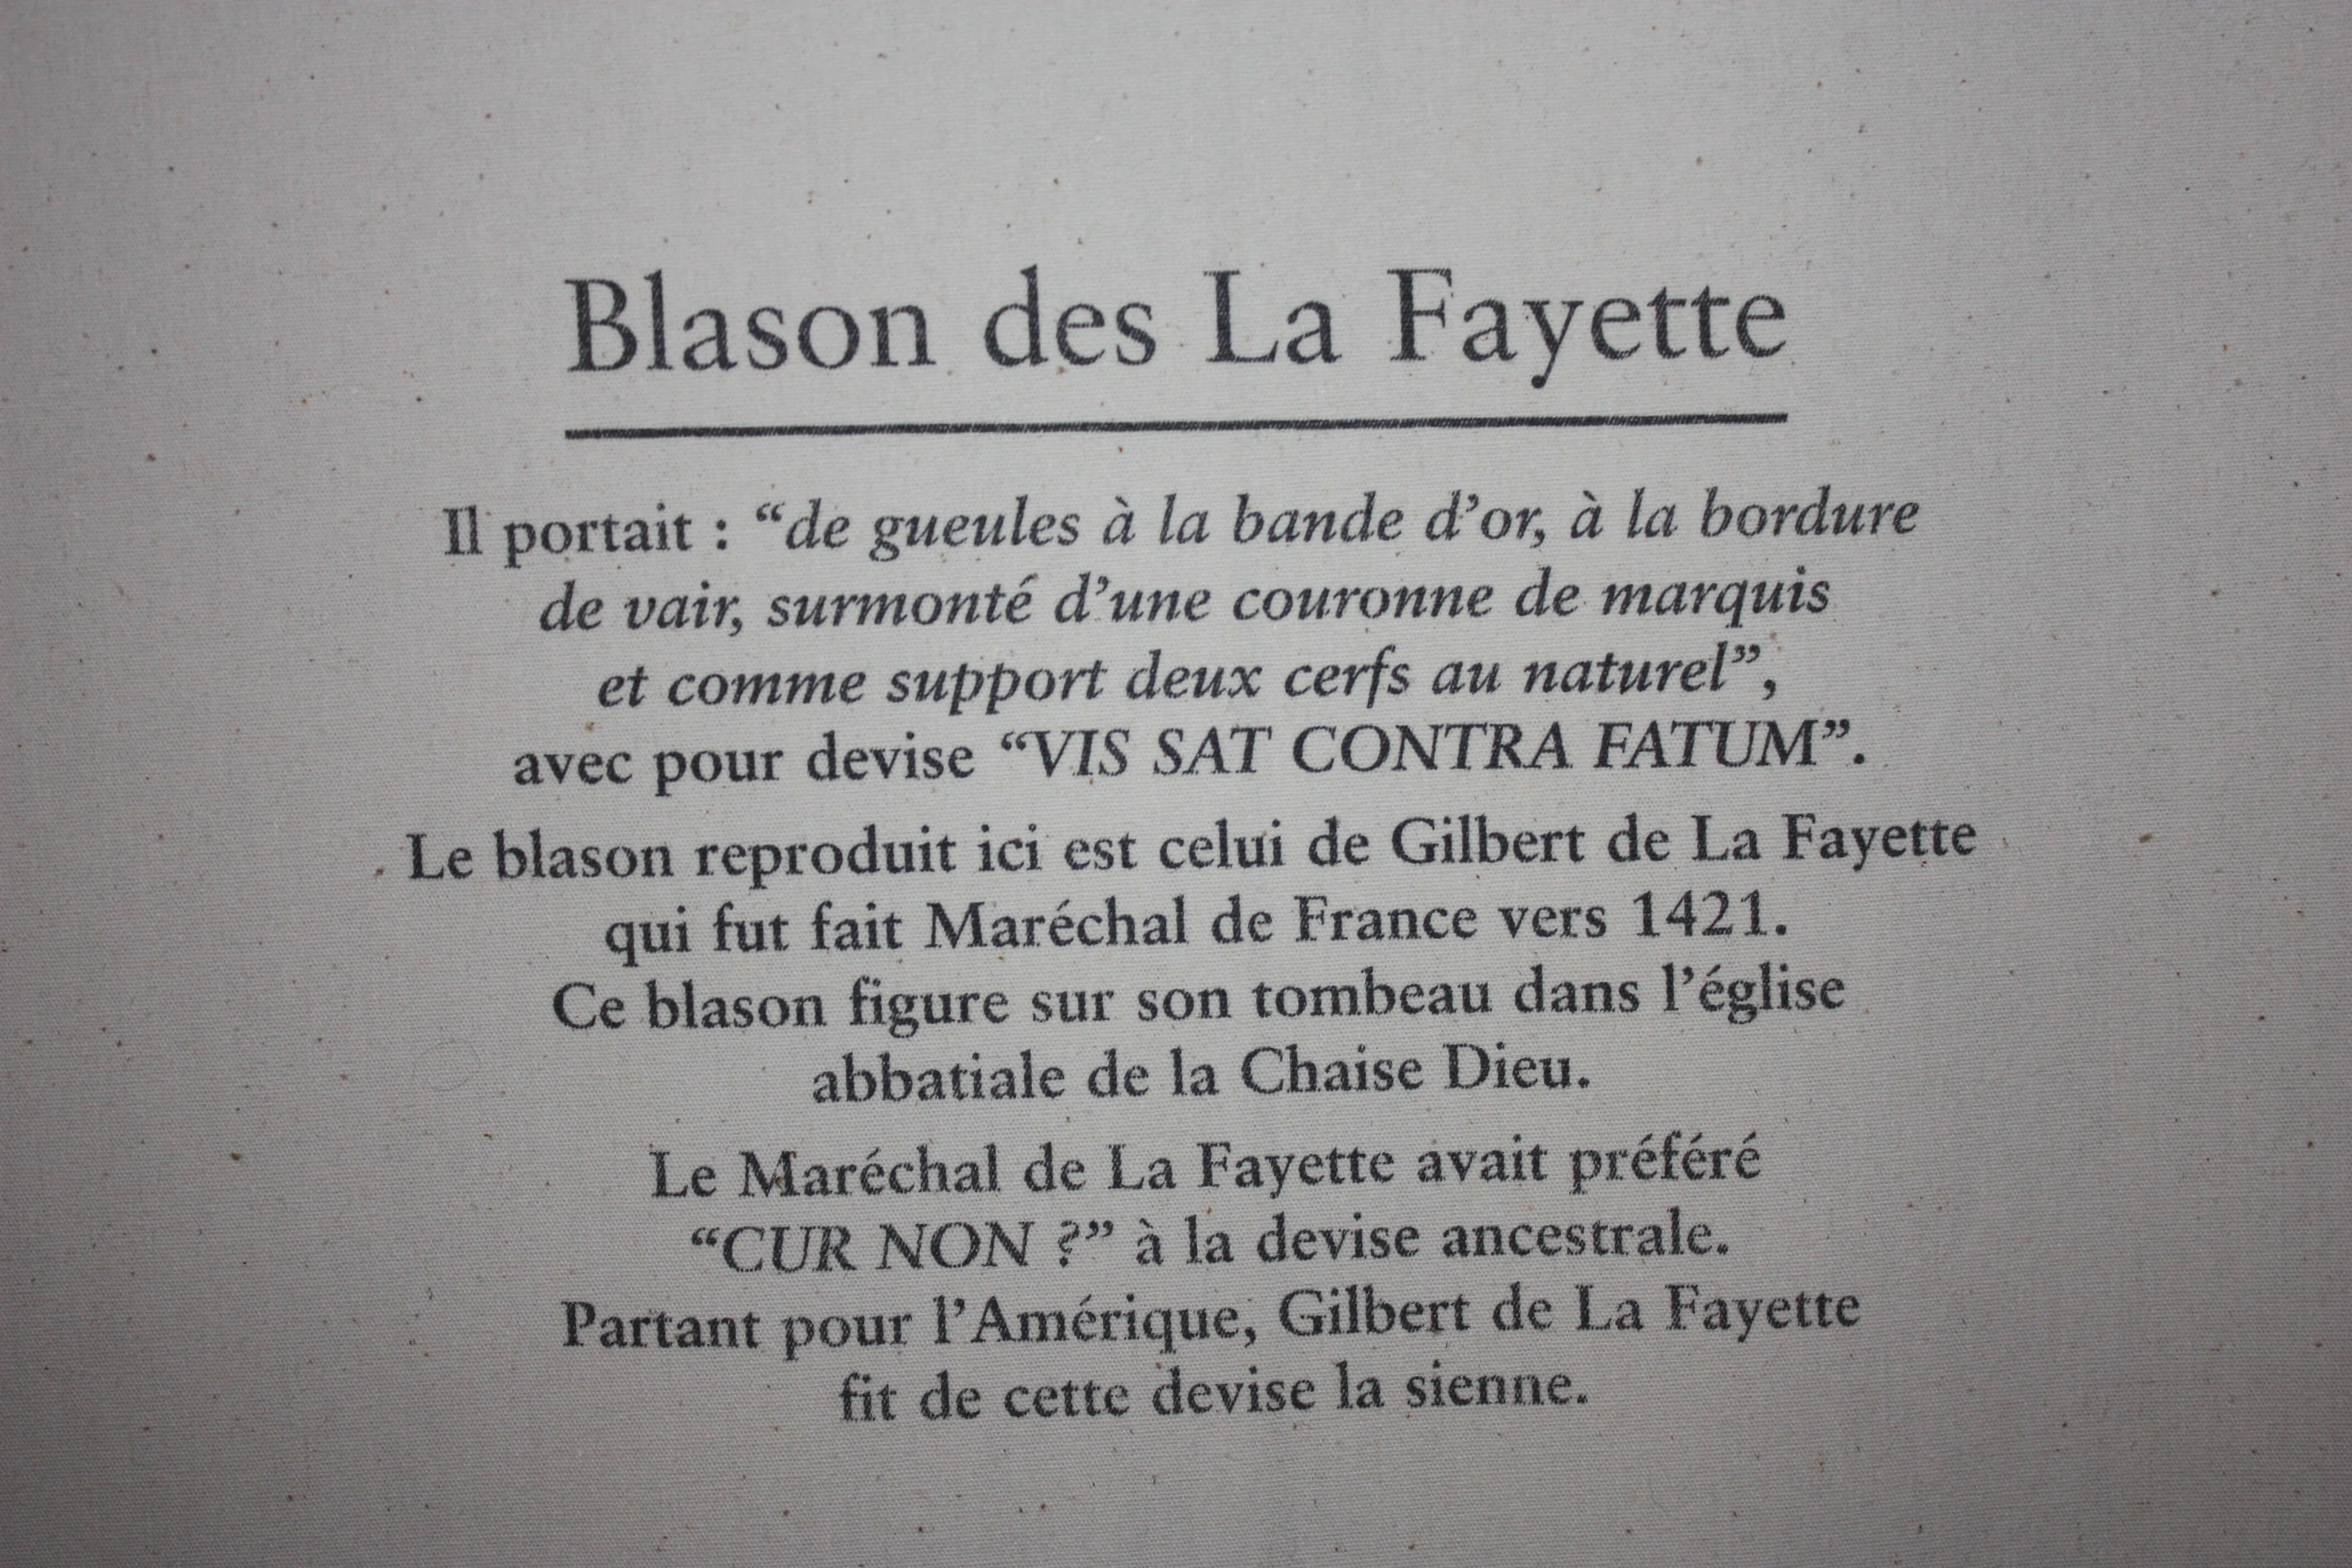 Blason des La Fayette
Il portait : “de gueules à la bande d’or, à la bordure
de vair, surmonté d’une couronne de marquis
et comme support deux cerfs au naturel”,
avec pour devise “VIS SAT CONTRA FATUM”.
Le blason reproduit ici est celui de Gilbert de La Fayette
qui fut fait Maréchal de France vers 1421.
Ce blason figure sur son tombeau dans l’église
abbatiale de la Chaise Dieu.
Le Maréchal de La Fayette avait préféré
“CUR NON ?” à la devise ancestrale.
Partant pour l’Amérique, Gilbert de La Fayette
fit de cette devise la sienne.